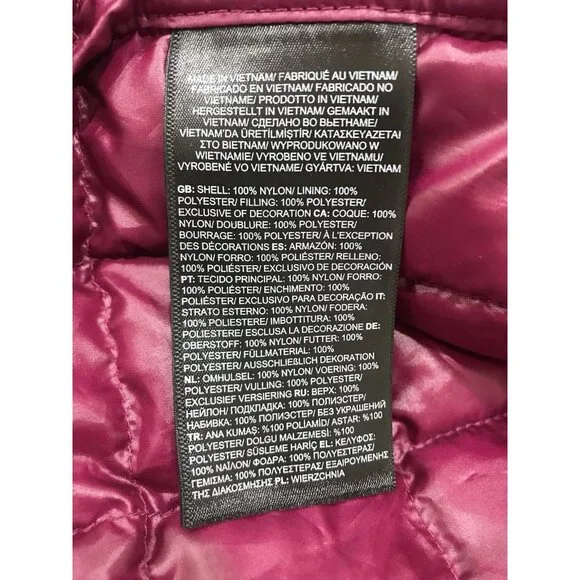 MADE IN VIETNAM/ FABRIQUÉ AU VIETNAM/
FABRICADO EN VIETNAM/ FABRICADO NO
VIETNAME/ PRODOTTO IN VIETNAM/
HERGESTELLT IN VIETNAM/ GEMAAKT IN
VIETNAM/ СДЕЛАНО ВО ВЬЕТНАМЕ/
VİETNAM'DA ÜRETİLMİŞTİR/ ΚΑΤΑΣΚΕΥΑΖΕΤΑΙ
ΣΤΟ ΒΙΕΤΝΑΜ/ WYPRODUKOWANO W
WIETNAMIE/ VYROBENO VE VIETNAMU/
VYROBENÉ VO VIETNAME/ GYÁRTVA: VIETNAM
GB: SHELL: 100% NYLON/ LINING: 100%
POLYESTER/ FILLING: 100% POLYESTER/
EXCLUSIVE OF DECORATION CA: COQUE: 100%
NYLON/ DOUBLURE: 100% POLYESTER/
BOURRAGE: 100% POLYESTER/ À L'EXCEPTION
DES DÉCORATIONS ES: ARMAZÓN: 100%
NYLON/ FORRO: 100% POLIÉSTER/ RELLENO:
100% POLIÉSTER/ EXCLUSIVO DE DECORACIÓN
PT: TECIDO PRINCIPAL: 100% NYLON/ FORRO:
100% POLIÉSTER/ ENCHIMENTO: 100%
POLIÉSTER/ EXCLUSIVO PARA DECORAÇÃO IT:
STRATO ESTERNO: 100% NYLON/ FODERA:
100% POLIESTERE/ IMBOTTITURA: 100%
POLIESTERE/ ESCLUSA LA DECORAZIONE DE:
OBERSTOFF: 100% NYLON/ FUTTER: 100%
POLYESTER/ FÜLLMATERIAL: 100%
POLYESTER/ AUSSCHLIEßLICH DEKORATION
NL: OMHULSEL: 100% NYLON/ VOERING: 100%
POLYESTER/ VULLING: 100% POLYESTER/
EXCLUSIEF VERSIERING RU: ВЕРХ: 100%
НЕЙЛОН/ ПОДКЛАДКА: 100% ПОЛИЭСТЕР/
НАБИВКА: 100% ПОЛИЭСТЕР/ БЕЗ УКРАШЕНИЙ
TR: ANA KUMAŞ: %100 POLİAMİD/ ASTAR: %100
POLYESTER/ DOLGU MALZEMESİ: %100
POLYESTER/ SÜSLEME HARİÇ EL: ΚΕΛΥΦΟΣ:
100% ΝΑΪΛΟΝ/ ΦΟΔΡΑ: 100% ΠΟΛΥΕΣΤΕΡΑΣ/
ΓΕΜΙΣΜΑ: 100% ΠΟΛΥΕΣΤΕΡΑΣ/ ΕΞΑΙΡΟΥΜΕΝΗΣ
ΤΗΣ ΔΙΑΚΟΣΜΗΣΗΣ PL: WIERZCHNIA